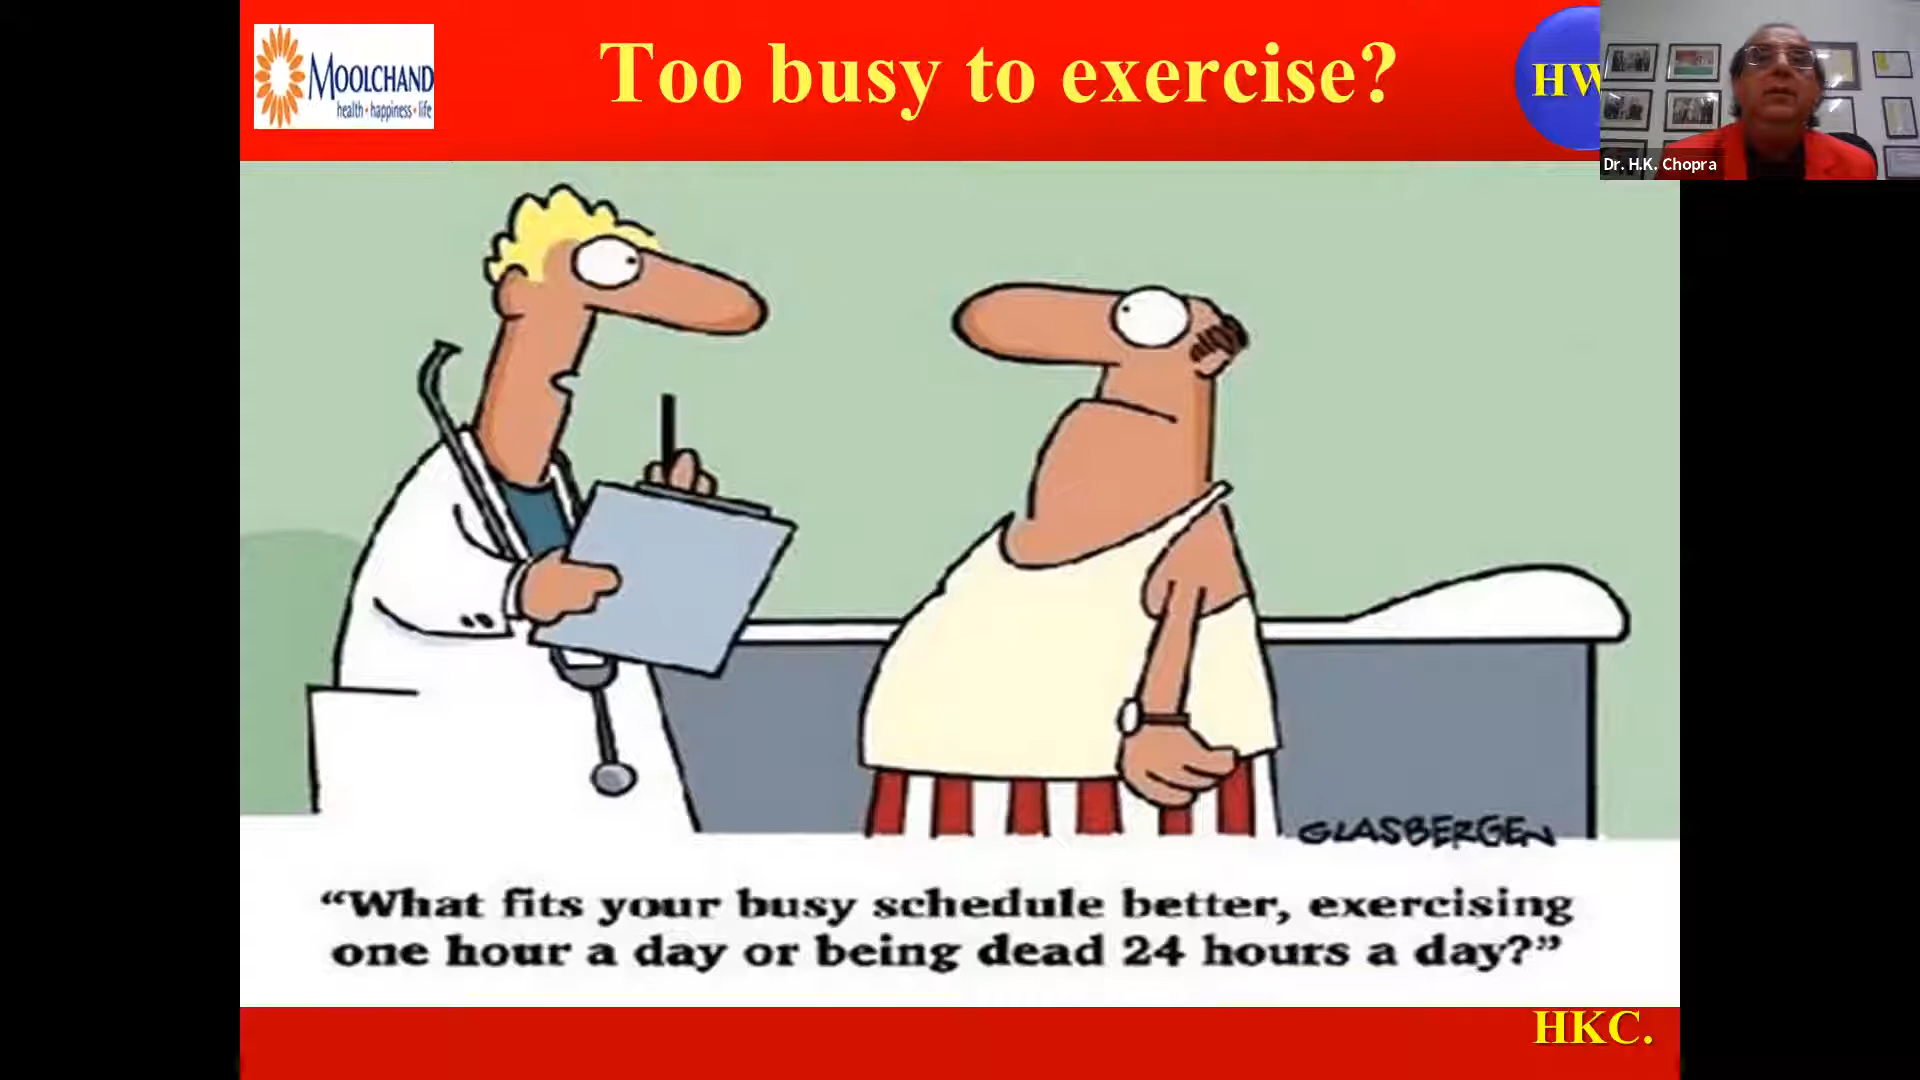 MOOLCHAND
health • happiness • life
Too busy to exercise?
HW
Dr. H.K. Chopra
GLASBERGEN
“What fits your busy schedule better, exercising
one hour a day or being dead 24 hours a day?”
HKC.